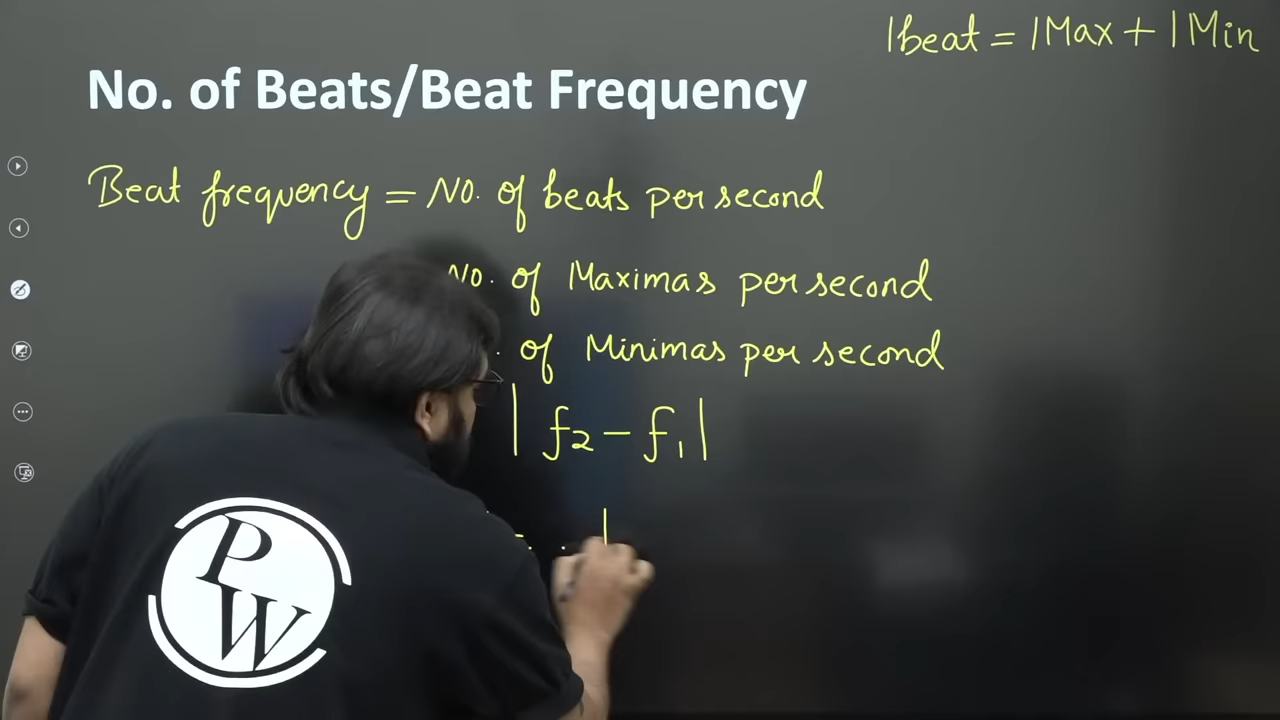 1beat = 1Max + 1Min
No. of Beats/Beat Frequency
Beat frequency = No. of beats per second
No. of Maximas per second
of Minimas per second
| f2 - f1 |
PW